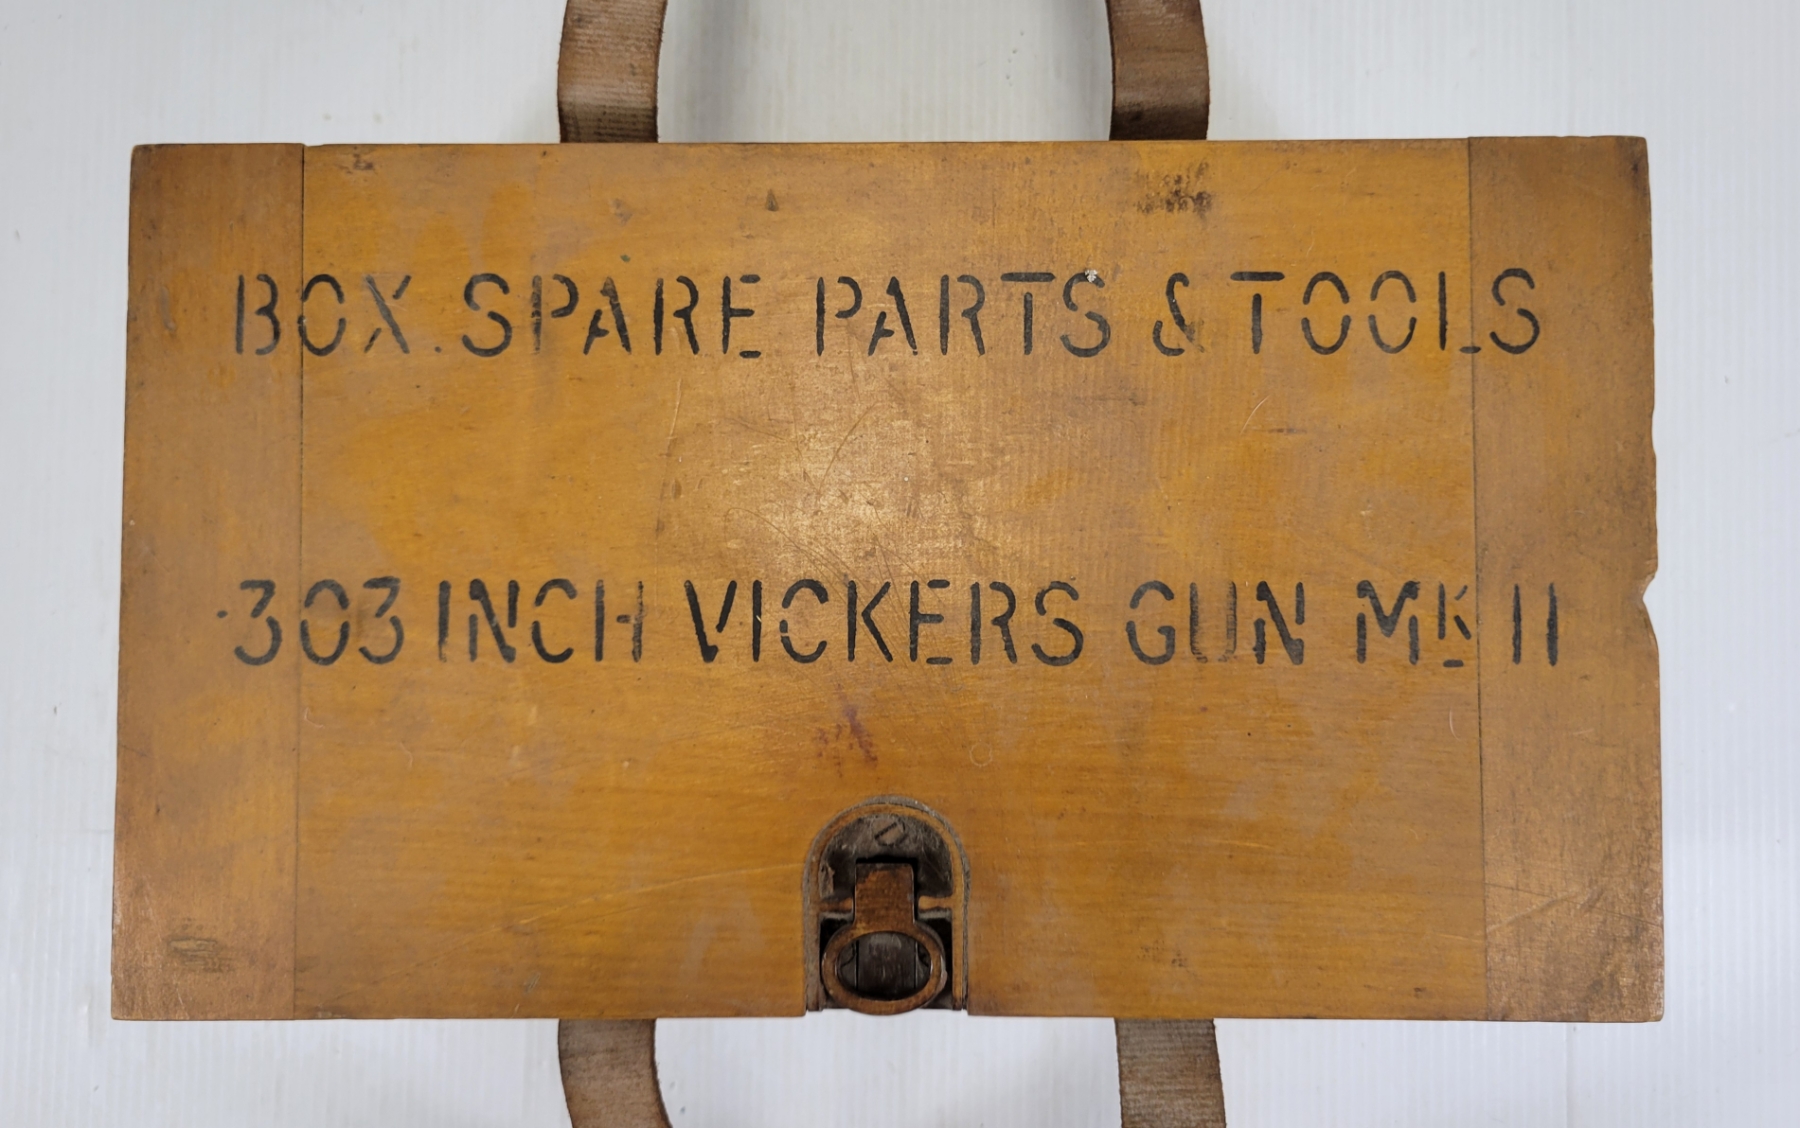 BOX. SPARE PARTS & TOOLS
.303 INCH VICKERS GUN MK II